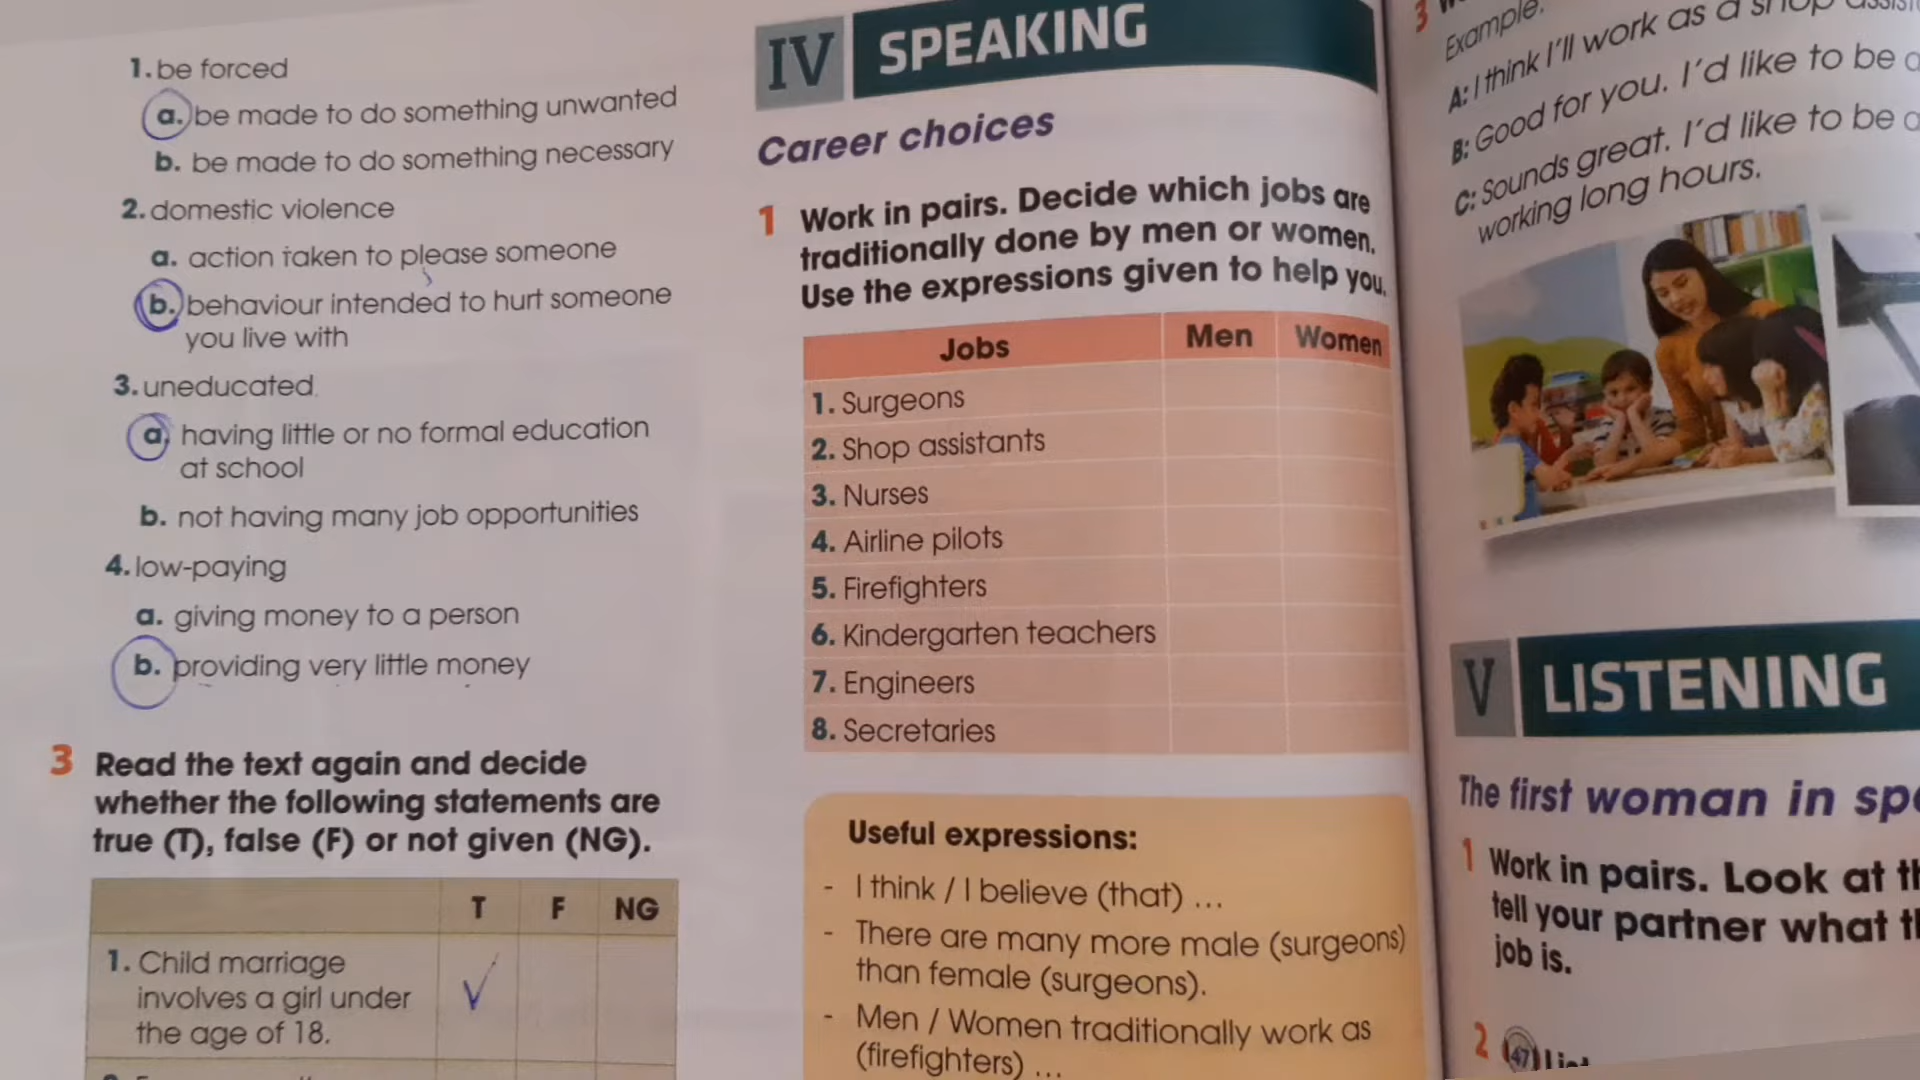 1. be forced
a. be made to do something unwanted
b. be made to do something necessary
2. domestic violence
a. action taken to please someone
b. behaviour intended to hurt someone
you live with
3. uneducated
a. having little or no formal education
at school
b. not having many job opportunities
4. low-paying
a. giving money to a person
b. providing very little money
3 Read the text again and decide
whether the following statements are
true (T), false (F) or not given (NG).
T F NG
1. Child marriage
involves a girl under
the age of 18.
IV SPEAKING
Career choices
1 Work in pairs. Decide which jobs are
traditionally done by men or women.
Use the expressions given to help you.
Jobs Men Women
1. Surgeons
2. Shop assistants
3. Nurses
4. Airline pilots
5. Firefighters
6. Kindergarten teachers
7. Engineers
8. Secretaries
Useful expressions:
- I think / I believe (that) ...
- There are many more male (surgeons)
than female (surgeons).
- Men / Women traditionally work as
(firefighters) ...
3
Example:
A: I think I'll work as a shop
B: Good for you. I'd like to be
C: Sounds great. I'd like to be
working long hours.
V LISTENING
The first woman in
1 Work in pairs. Look at
tell your partner what
job is.
2 47